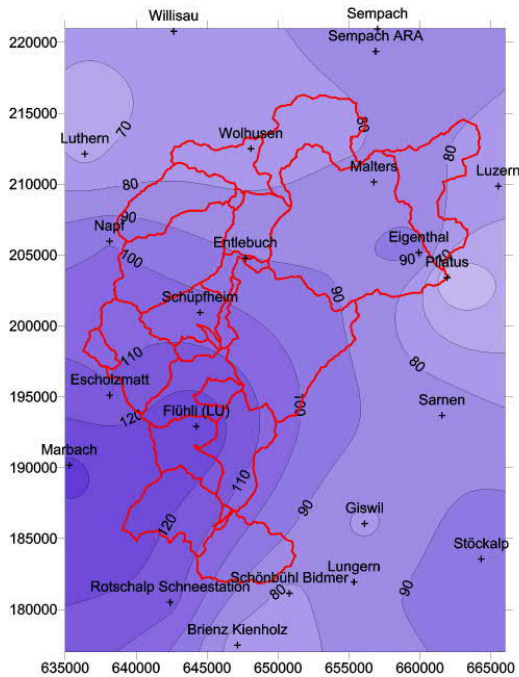 Willisau
Sempach
220000
Sempach ARA
215000
70
80
Luthern
Wolhusen
80
Malters
Luzern
210000
80
90
Napf
Eigenthal
205000
100
Entlebuch
90
70
Pilatus
90
Schüpfheim
200000
110
80
Escholzmatt
195000
120
Flühli (LU)
100
Sarnen
Marbach
190000
110
90
Giswil
120
185000
Stöckalp
Lungern
Schönbühl Bidmer
Rotschalp Schneestation
80
90
180000
Brienz Kienholz
635000 640000 645000 650000 655000 660000 665000